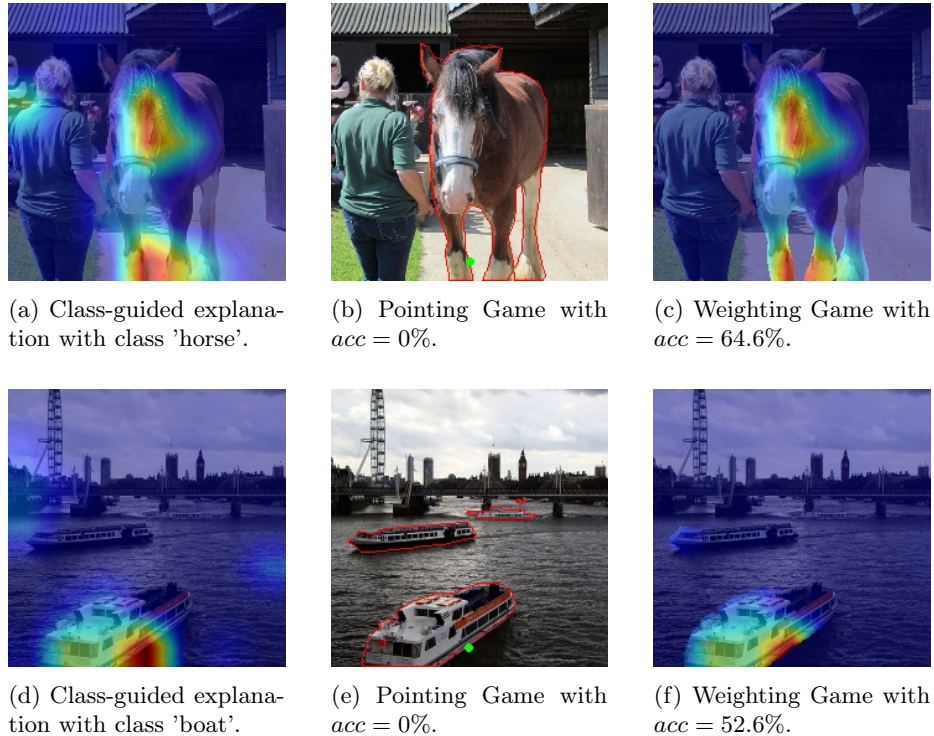 (a) Class-guided explana-
tion with class 'horse'.
(b) Pointing Game with
acc = 0%.
(c) Weighting Game with
acc = 64.6%.
(d) Class-guided explana-
tion with class 'boat'.
(e) Pointing Game with
acc = 0%.
(f) Weighting Game with
acc = 52.6%.